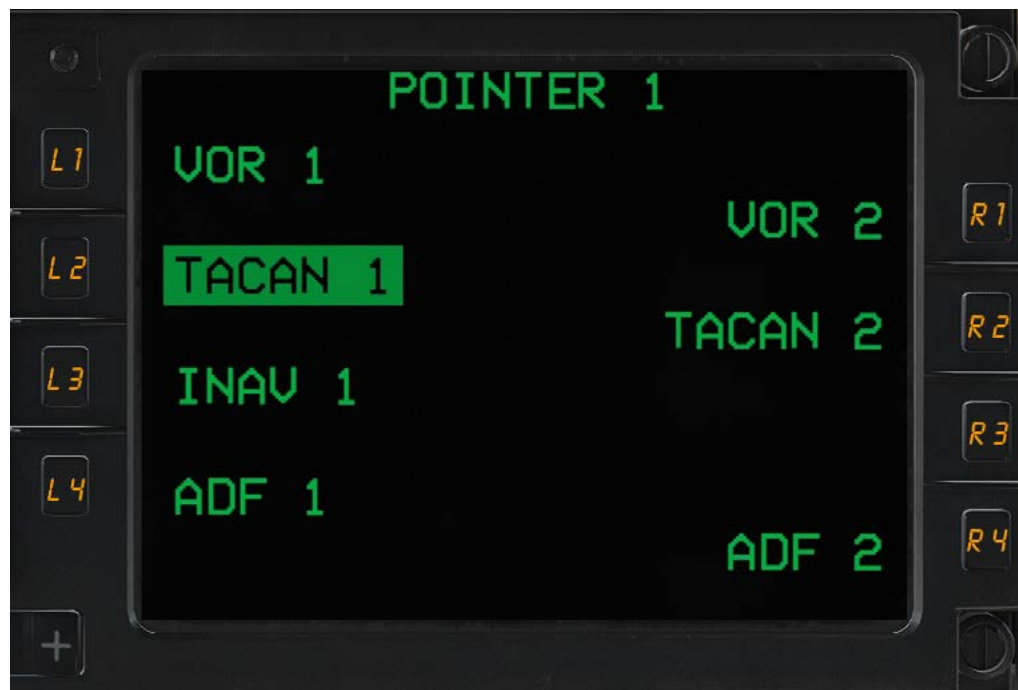 POINTER 1
L1
VOR 1
VOR 2
R1
L2
TACAN 1
TACAN 2
R2
L3
INAV 1
R3
L4
ADF 1
ADF 2
R4
+